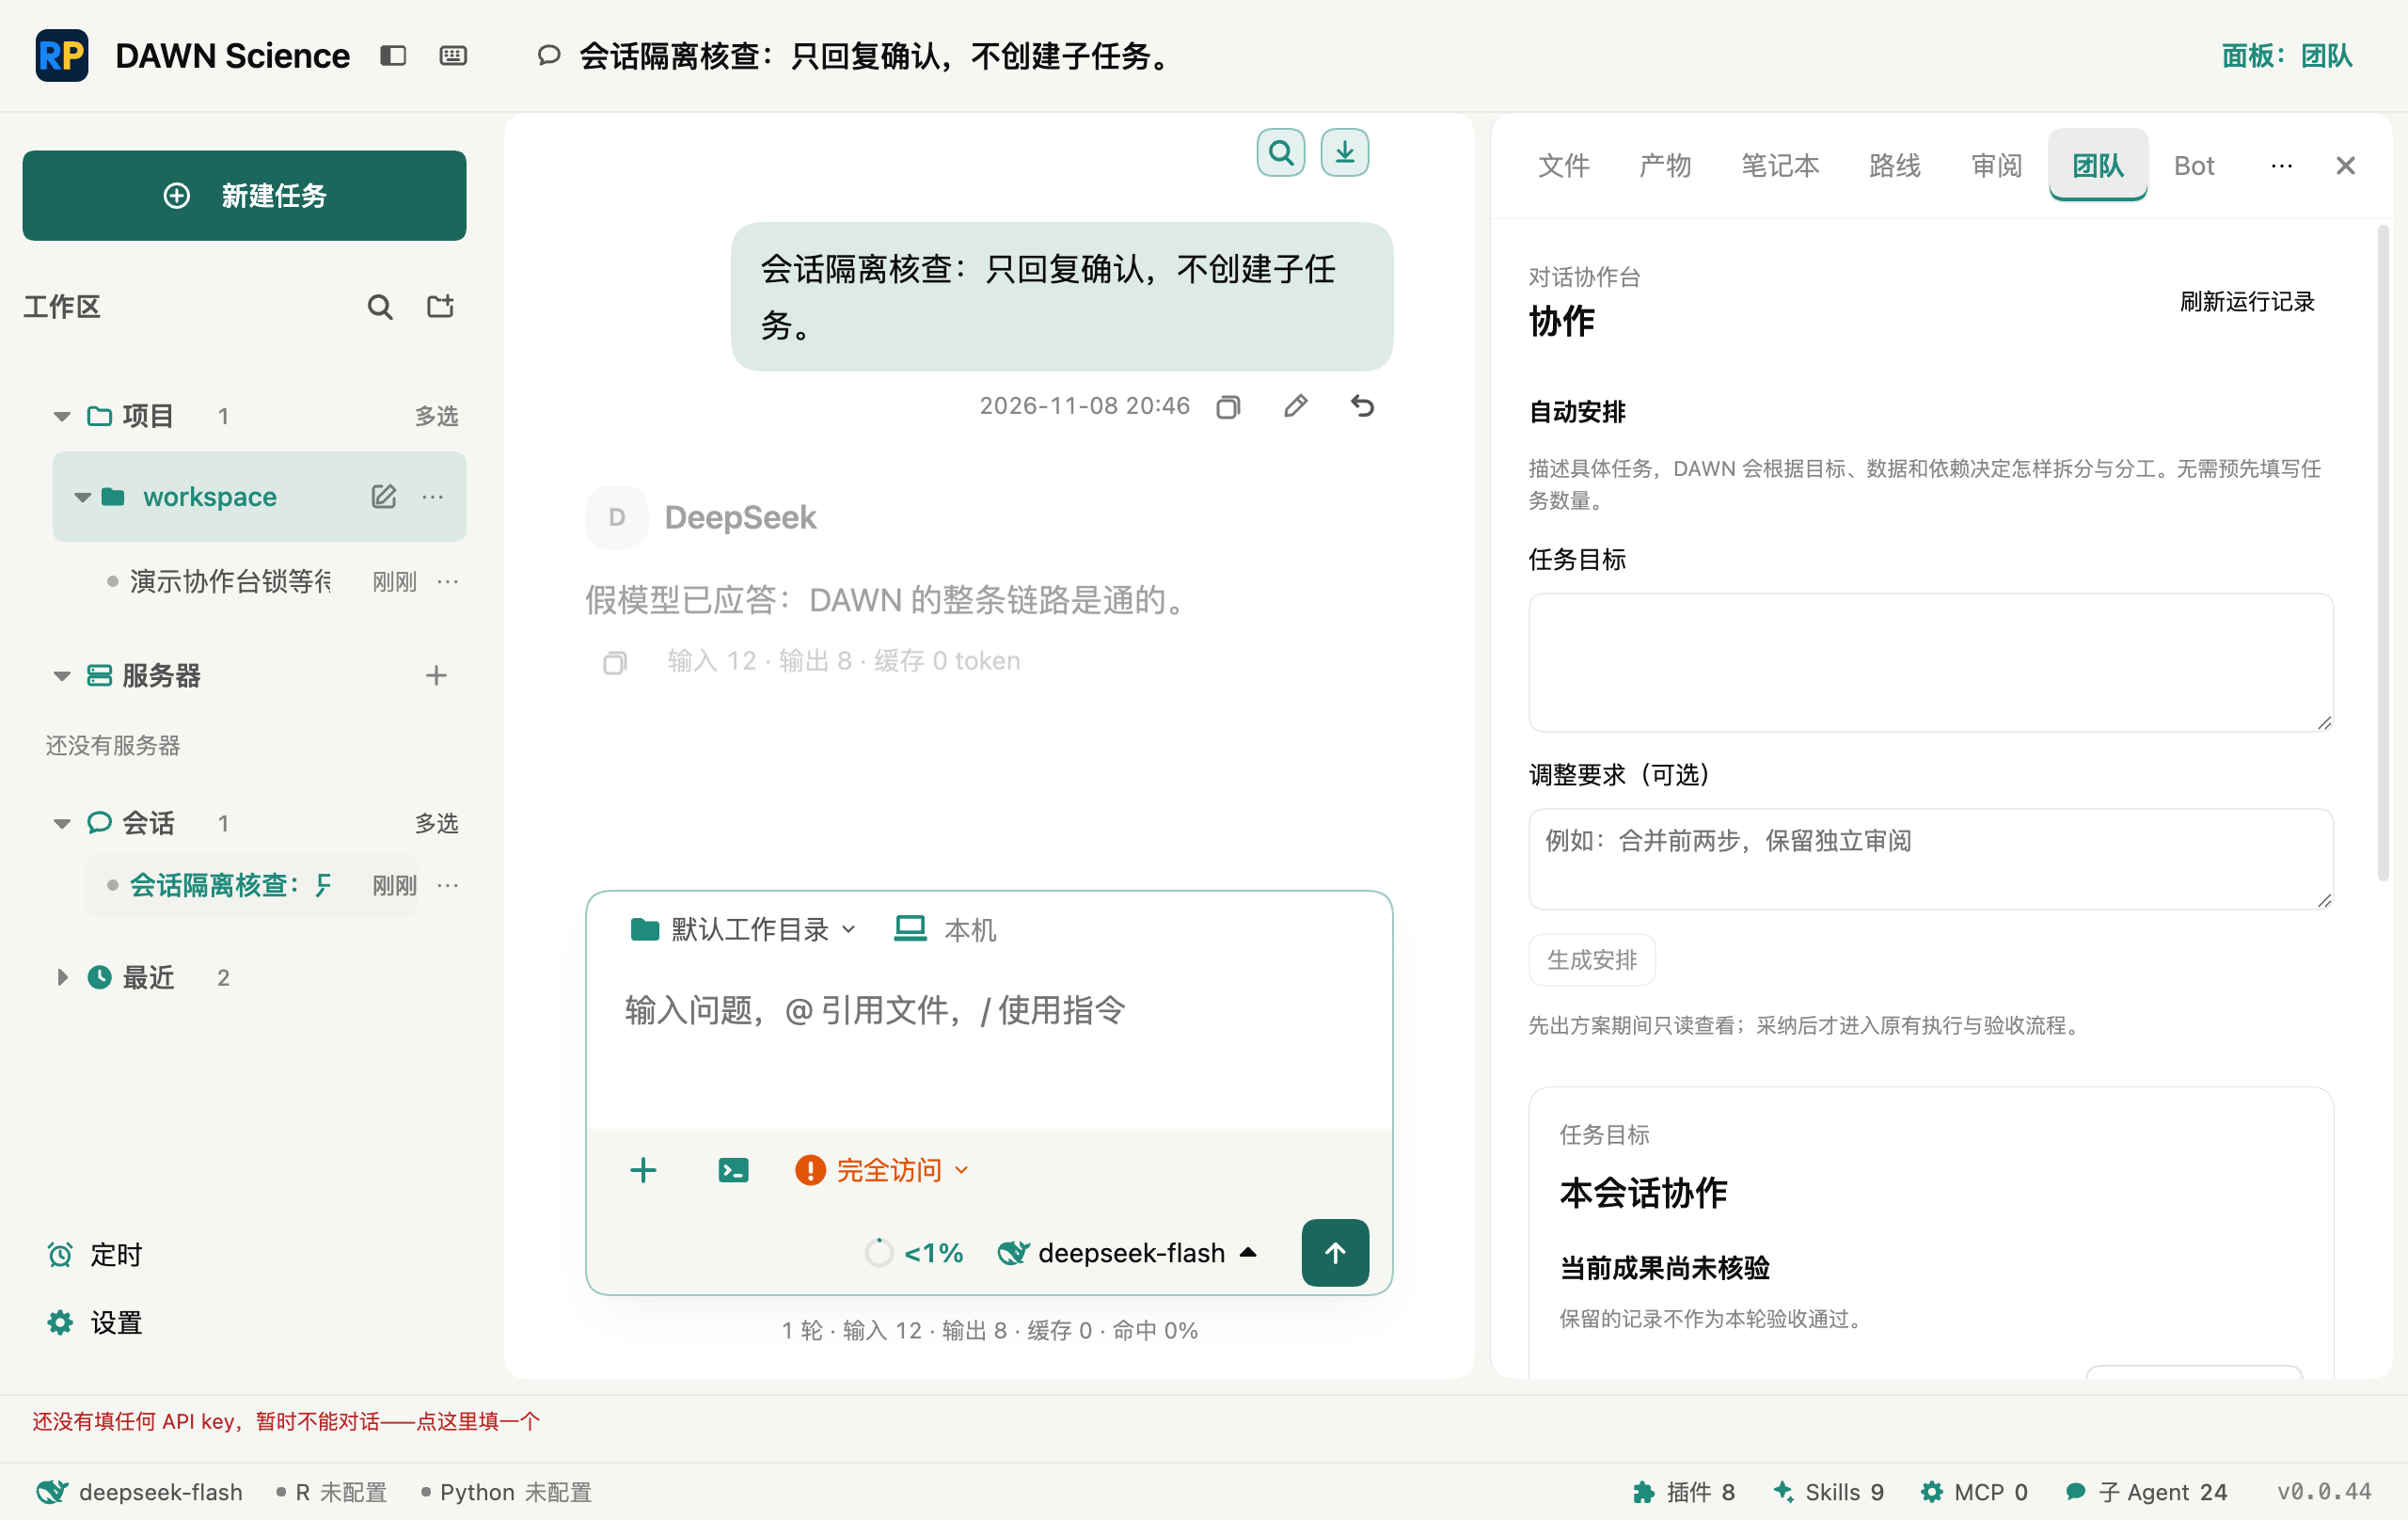 RP DAWN Science
会话隔离核查：只回复确认，不创建子任务。
面板：团队
新建任务
工作区
项目 1 多选
workspace
演示协作台锁等 刚刚
服务器
还没有服务器
会话 1 多选
会话隔离核查： 刚刚
最近 2
定时
设置
会话隔离核查：只回复确认，不创建子任
务。
2026-11-08 20:46
D DeepSeek
假模型已应答：DAWN 的整条链路是通的。
输入 12 · 输出 8 · 缓存 0 token
默认工作目录 本机
输入问题，@ 引用文件，/ 使用指令
完全访问
<1% deepseek-flash
1 轮 · 输入 12 · 输出 8 · 缓存 0 · 命中 0%
文件 产物 笔记本 路线 审阅 团队 Bot
对话协作台
协作
刷新运行记录
自动安排
描述具体任务，DAWN 会根据目标、数据和依赖决定怎样拆分与分工。无需预先填写任
务数量。
任务目标
调整要求（可选）
例如：合并前两步，保留独立审阅
生成安排
先出方案期间只读查看；采纳后才进入原有执行与验收流程。
任务目标
本会话协作
当前成果尚未核验
保留的记录不作为本轮验收通过。
还没有填任何 API key，暂时不能对话——点这里填一个
deepseek-flash R 未配置 Python 未配置
插件 8 Skills 9 MCP 0 子 Agent 24 v0.0.44